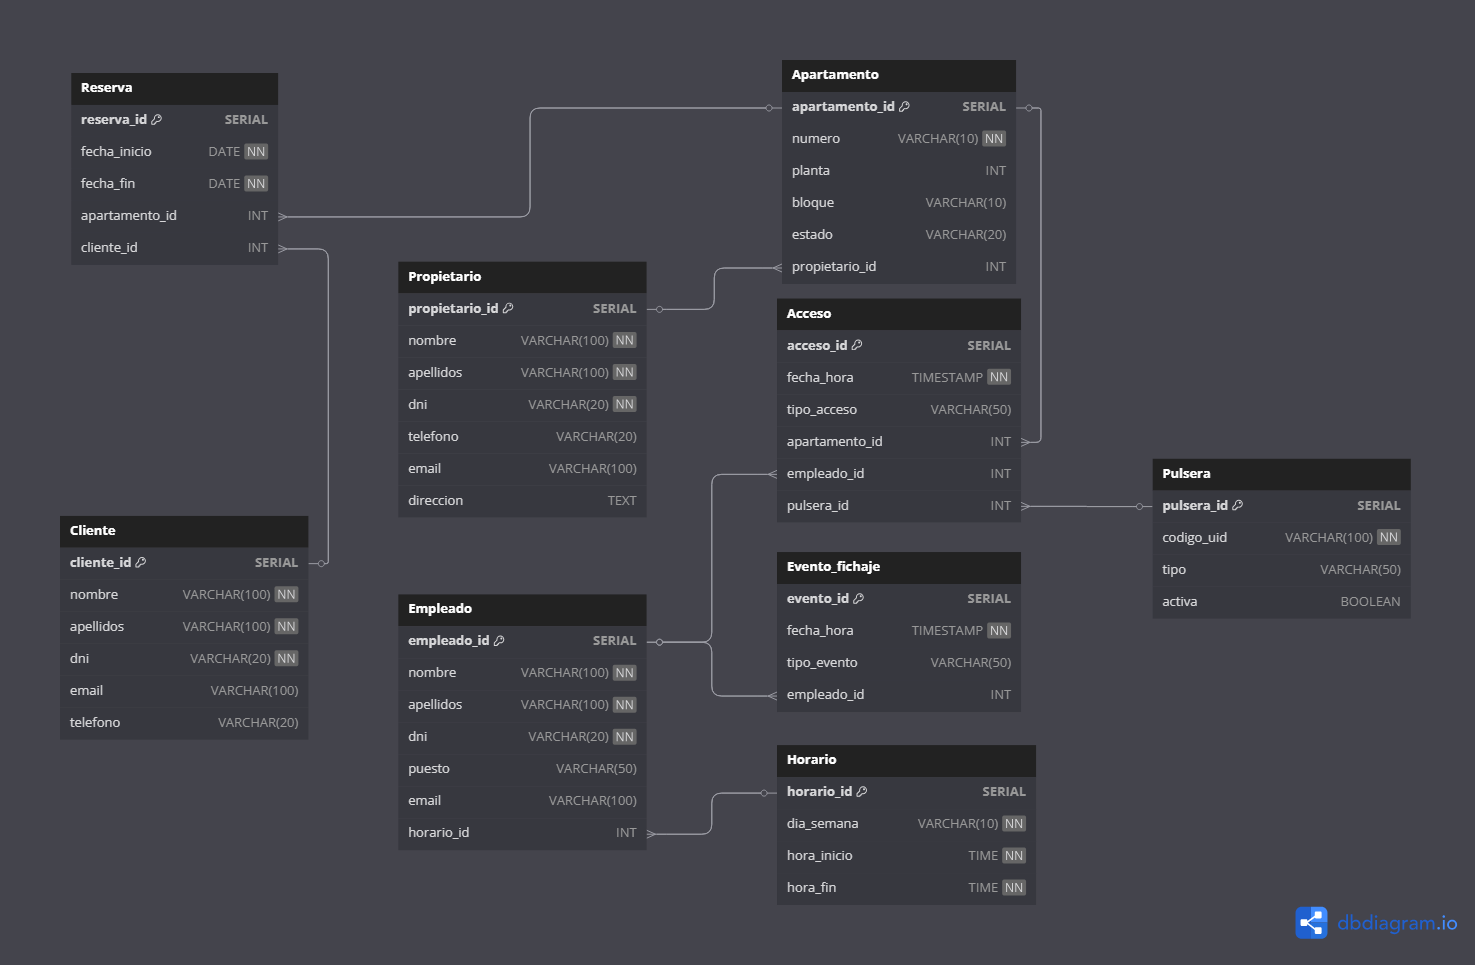 Reserva
reserva_id SERIAL
fecha_inicio DATE NN
fecha_fin DATE NN
apartamento_id INT
cliente_id INT
Apartamento
apartamento_id SERIAL
numero VARCHAR(10) NN
planta INT
bloque VARCHAR(10)
estado VARCHAR(20)
propietario_id INT
Propietario
propietario_id SERIAL
nombre VARCHAR(100) NN
apellidos VARCHAR(100) NN
dni VARCHAR(20) NN
telefono VARCHAR(20)
email VARCHAR(100)
direccion TEXT
Acceso
acceso_id SERIAL
fecha_hora TIMESTAMP NN
tipo_acceso VARCHAR(50)
apartamento_id INT
empleado_id INT
pulsera_id INT
Pulsera
pulsera_id SERIAL
codigo_uid VARCHAR(100) NN
tipo VARCHAR(50)
activa BOOLEAN
Cliente
cliente_id SERIAL
nombre VARCHAR(100) NN
apellidos VARCHAR(100) NN
dni VARCHAR(20) NN
email VARCHAR(100)
telefono VARCHAR(20)
Empleado
empleado_id SERIAL
nombre VARCHAR(100) NN
apellidos VARCHAR(100) NN
dni VARCHAR(20) NN
puesto VARCHAR(50)
email VARCHAR(100)
horario_id INT
Evento_fichaje
evento_id SERIAL
fecha_hora TIMESTAMP NN
tipo_evento VARCHAR(50)
empleado_id INT
Horario
horario_id SERIAL
dia_semana VARCHAR(10) NN
hora_inicio TIME NN
hora_fin TIME NN
dbdiagram.io